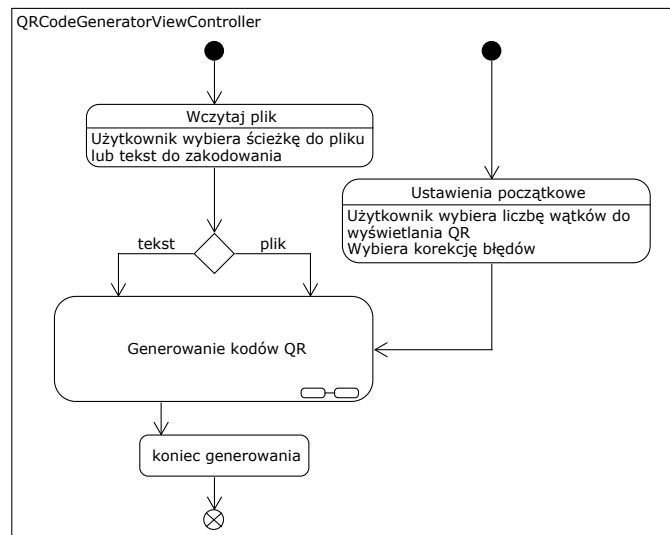 QRCodeGeneratorViewController
Wczytaj plik
Użytkownik wybiera ścieżkę do pliku
lub tekst do zakodowania
Ustawienia początkowe
Użytkownik wybiera liczbę wątków do
wyświetlania QR
Wybiera korekcję błędów
tekst
plik
Generowanie kodów QR
koniec generowania